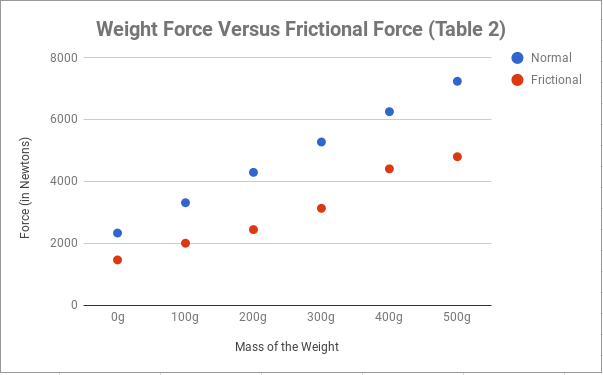 Weight Force Versus Frictional Force (Table 2)
Normal
Frictional
8000
6000
4000
2000
0
Force (in Newtons)
0g 100g 200g 300g 400g 500g
Mass of the Weight